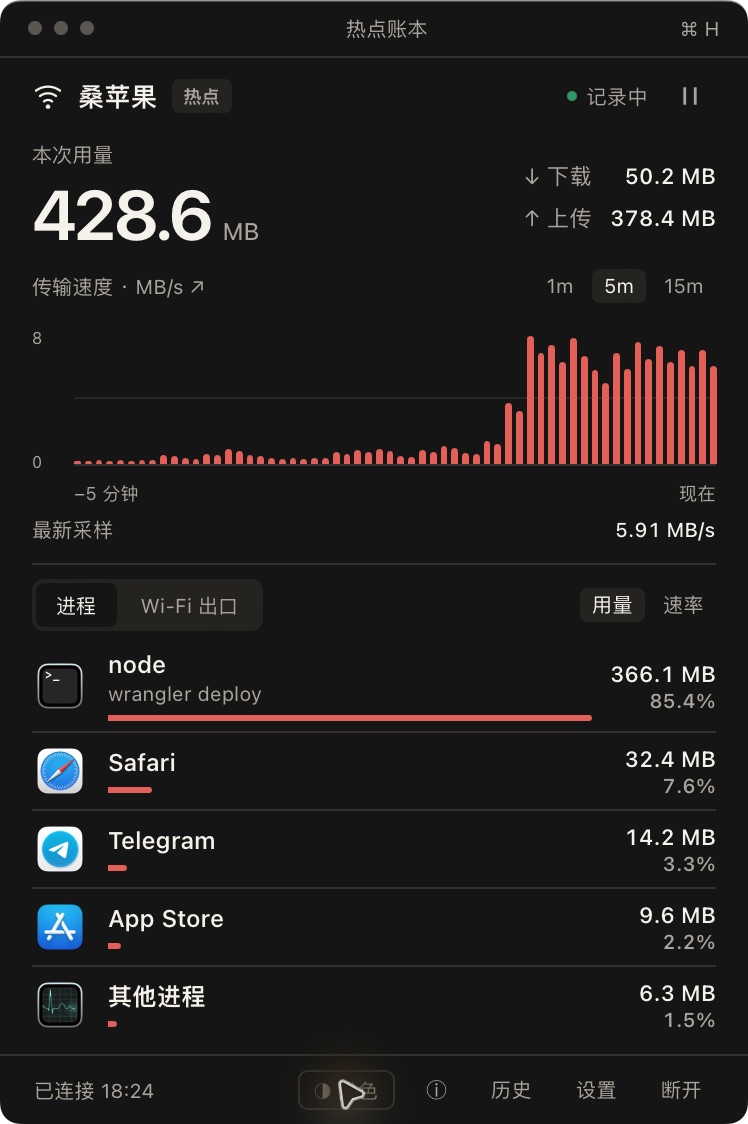 热点账本 ⌘ H
桑苹果 热点 记录中
本次用量
428.6 MB
↓ 下载 50.2 MB
↑ 上传 378.4 MB
传输速度 · MB/s ↗ 1m 5m 15m
8
0
−5 分钟 现在
最新采样 5.91 MB/s
进程 Wi-Fi 出口 用量 速率
node
wrangler deploy
366.1 MB
85.4%
Safari
32.4 MB
7.6%
Telegram
14.2 MB
3.3%
App Store
9.6 MB
2.2%
其他进程
6.3 MB
1.5%
已连接 18:24 色 历史 设置 断开